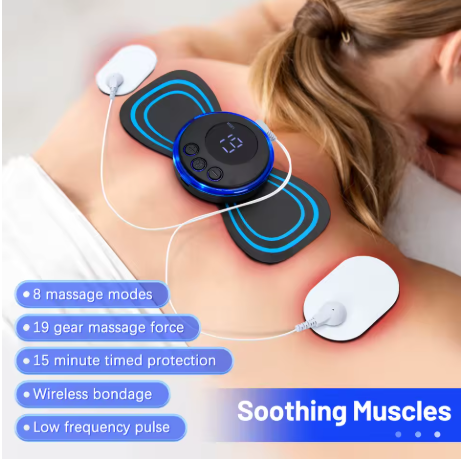 8 massage modes
19 gear massage force
15 minute timed protection
Wireless bondage
Low frequency pulse
Soothing Muscles